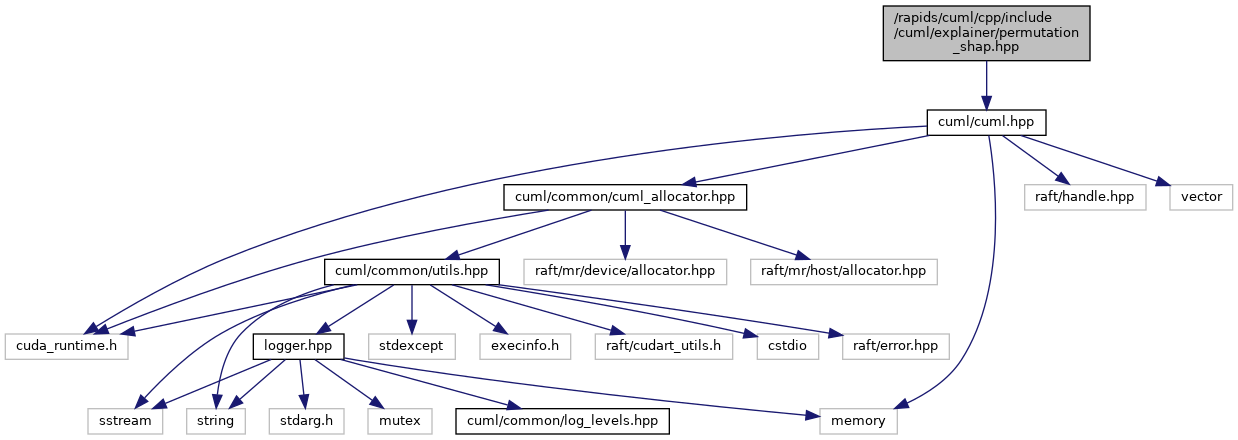 /rapids/cuml/cpp/include
/cuml/explainer/permutation
_shap.hpp
cuml/cuml.hpp
cuml/common/cuml_allocator.hpp
raft/handle.hpp
vector
cuml/common/utils.hpp
raft/mr/device/allocator.hpp
raft/mr/host/allocator.hpp
cuda_runtime.h
logger.hpp
stdexcept
execinfo.h
raft/cudart_utils.h
cstdio
raft/error.hpp
sstream
string
stdarg.h
mutex
cuml/common/log_levels.hpp
memory